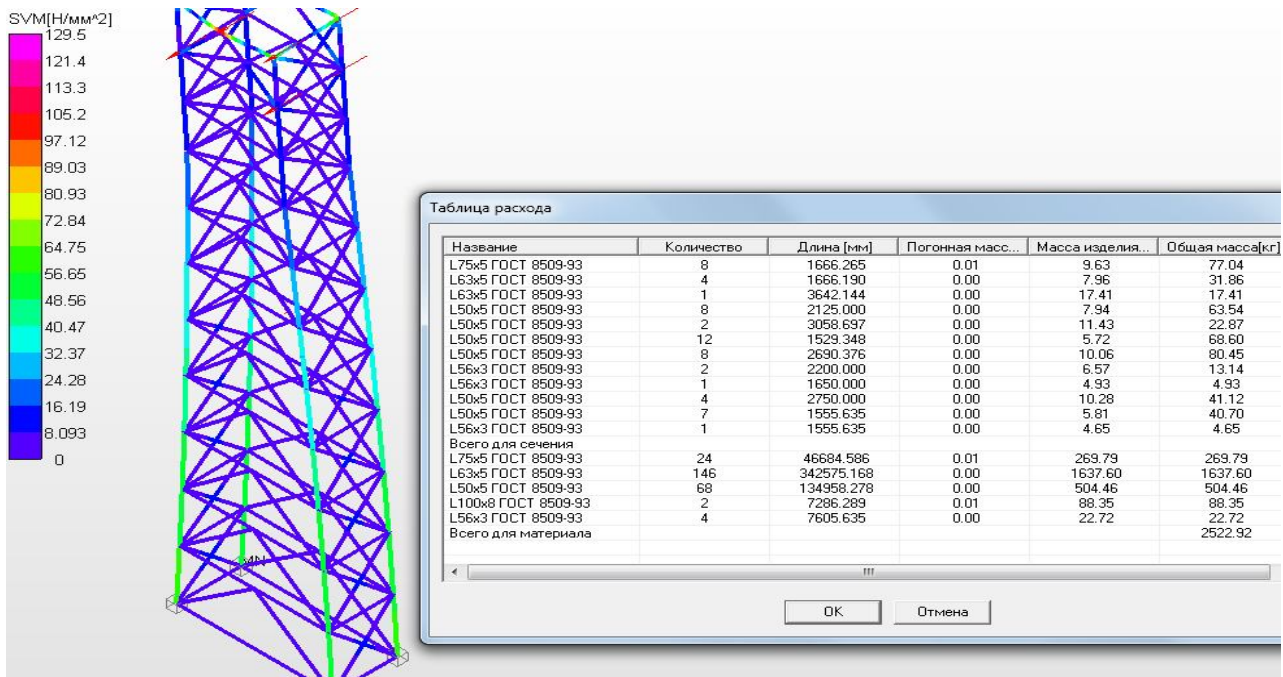 SVM[Н/мм^2]
129.5
121.4
113.3
105.2
97.12
89.03
80.93
72.84
64.75
56.65
48.56
40.47
32.37
24.28
16.19
8.093
0
Таблица расхода
Название Количество Длина [мм] Погонная масс... Масса изделия... Общая масса[кг]
L75x5 ГОСТ 8509-93 8 1666.265 0.01 9.63 77.04
L63x5 ГОСТ 8509-93 4 1666.190 0.00 7.96 31.86
L63x5 ГОСТ 8509-93 1 3642.144 0.00 17.41 17.41
L50x5 ГОСТ 8509-93 8 2125.000 0.00 7.94 63.54
L50x5 ГОСТ 8509-93 2 3058.697 0.00 11.43 22.87
L50x5 ГОСТ 8509-93 12 1529.348 0.00 5.72 68.60
L50x5 ГОСТ 8509-93 8 2690.376 0.00 10.06 80.45
L56x3 ГОСТ 8509-93 2 2200.000 0.00 6.57 13.14
L56x3 ГОСТ 8509-93 1 1650.000 0.00 4.93 4.93
L50x5 ГОСТ 8509-93 4 2750.000 0.00 10.28 41.12
L50x5 ГОСТ 8509-93 7 1555.635 0.00 5.81 40.70
L56x3 ГОСТ 8509-93 1 1555.635 0.00 4.65 4.65
Всего для сечения
L75x5 ГОСТ 8509-93 24 46684.586 0.01 269.79 269.79
L63x5 ГОСТ 8509-93 146 342575.168 0.00 1637.60 1637.60
L50x5 ГОСТ 8509-93 68 134958.278 0.00 504.46 504.46
L100x8 ГОСТ 8509-93 2 7286.289 0.01 88.35 88.35
L56x3 ГОСТ 8509-93 4 7605.635 0.00 22.72 22.72
Всего для материала 2522.92
OK Отмена